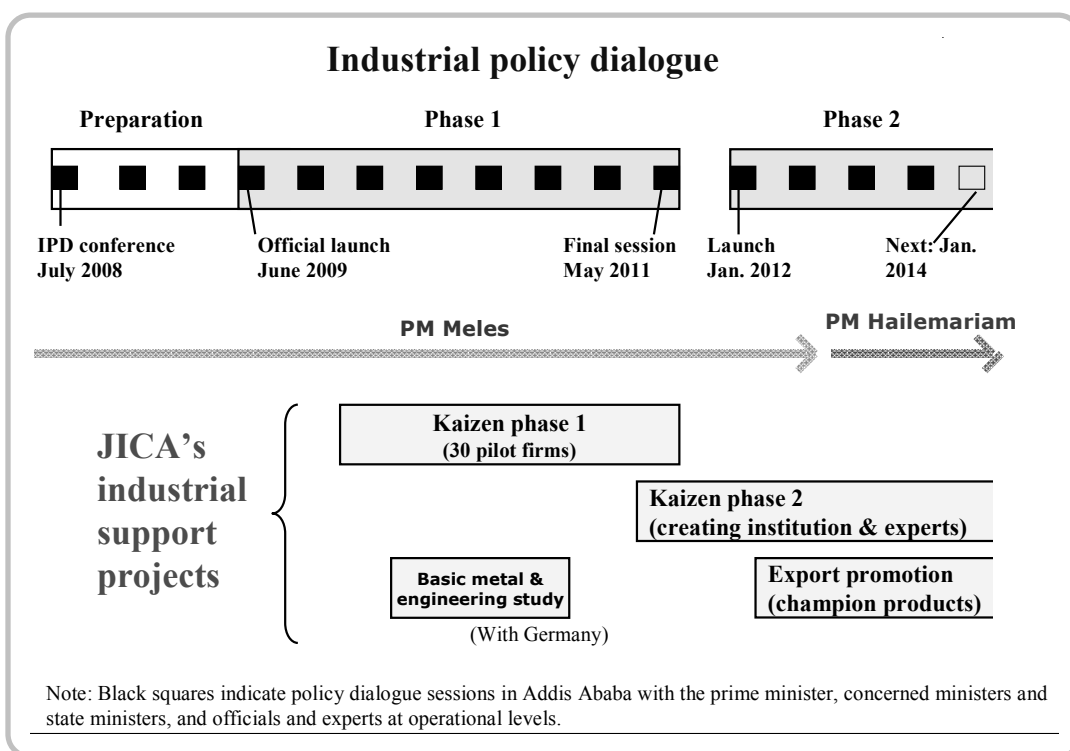 Industrial policy dialogue
Preparation
Phase 1
Phase 2
IPD conference
July 2008
Official launch
June 2009
Final session
May 2011
Launch
Jan. 2012
Next: Jan.
2014
PM Meles
PM Hailemariam
JICA’s
industrial
support
projects
Kaizen phase 1
(30 pilot firms)
Kaizen phase 2
(creating institution & experts)
Basic metal &
engineering study
(With Germany)
Export promotion
(champion products)
Note: Black squares indicate policy dialogue sessions in Addis Ababa with the prime minister, concerned ministers and
state ministers, and officials and experts at operational levels.